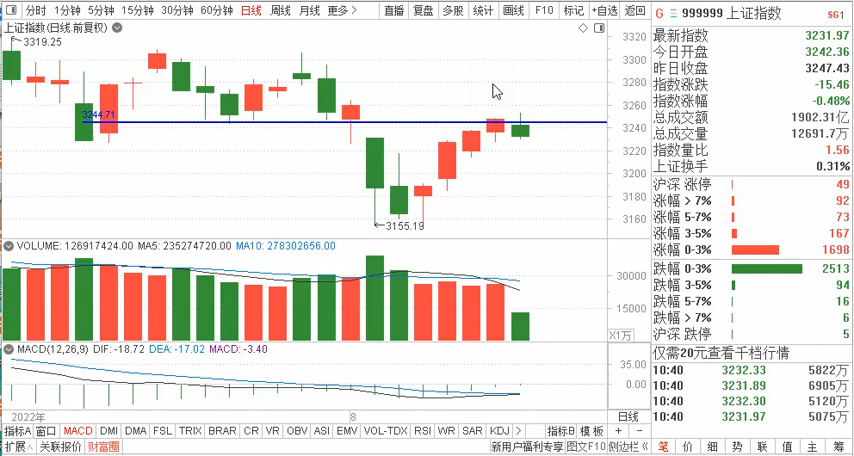 分时 1分钟 5分钟 15分钟 30分钟 60分钟 日线 周线 月线 更多 > 直播 复盘 多股 统计 画线 F10 标记 +自选 返回
上证指数(日线.前复权)
3319.25
3244.71
3155.19
3320
3300
3280
3260
3240
3220
3200
3180
3160
VOLUME: 126917424.00 MA5: 235274720.00 MA10: 278302656.00
30000
15000
X1万
MACD(12,26,9) DIF: -18.72 DEA: -17.02 MACD: -3.40
35.00
0.00
2022年 8 日线
指标A 窗口 MACD DMI DMA FSL TRIX BRAR CR VR OBV ASI EMV VOL-TDX RSI WR SAR KDJ > 指标B 模板 + -
扩展∧ 关联报价 财富圈 新用户福利专享 图文F10 侧边栏《
G 999999 上证指数 SG1
最新指数 3231.97
今日开盘 3242.36
昨日收盘 3247.43
指数涨跌 -15.46
指数涨幅 -0.48%
总成交额 1902.31亿
总成交量 12691.7万
指数量比 1.56
上证换手 0.31%
沪深 涨停 49
涨幅 > 7% 92
涨幅 5-7% 73
涨幅 3-5% 167
涨幅 0-3% 1698
跌幅 0-3% 2513
跌幅 3-5% 94
跌幅 5-7% 16
跌幅 > 7% 6
沪深 跌停 5
仅需20元查看千档行情
10:40 3232.33 5822万
10:40 3231.89 6905万
10:40 3232.30 5120万
10:40 3231.97 5075万
笔 价 细 势 联 值 主 筹